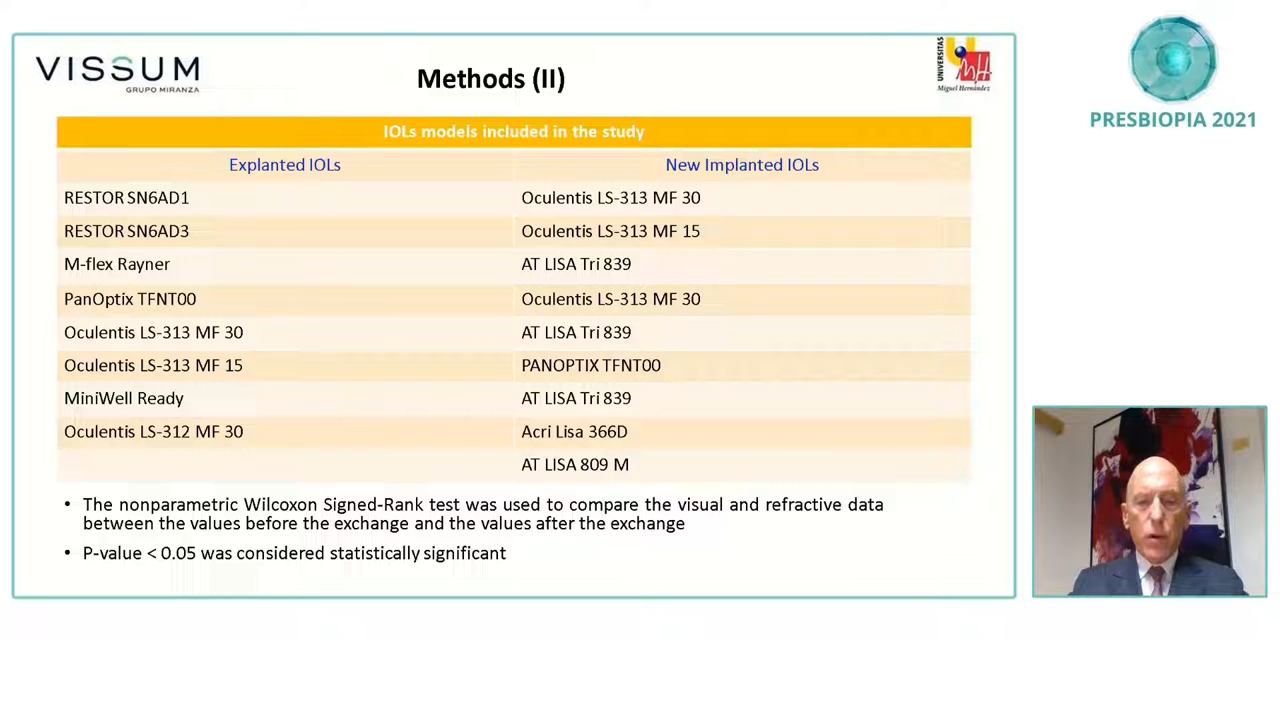 VISSUM
GRUPO MIRANZA
Methods (II)
UNIVERSITAS
Miguel Hernández
PRESBIOPIA 2021
IOLs models included in the study
Explanted IOLs New Implanted IOLs
RESTOR SN6AD1 Oculentis LS-313 MF 30
RESTOR SN6AD3 Oculentis LS-313 MF 15
M-flex Rayner AT LISA Tri 839
PanOptix TFNT00 Oculentis LS-313 MF 30
Oculentis LS-313 MF 30 AT LISA Tri 839
Oculentis LS-313 MF 15 PANOPTIX TFNT00
MiniWell Ready AT LISA Tri 839
Oculentis LS-312 MF 30 Acri Lisa 366D
AT LISA 809 M
• The nonparametric Wilcoxon Signed-Rank test was used to compare the visual and refractive data
between the values before the exchange and the values after the exchange
• P-value < 0.05 was considered statistically significant